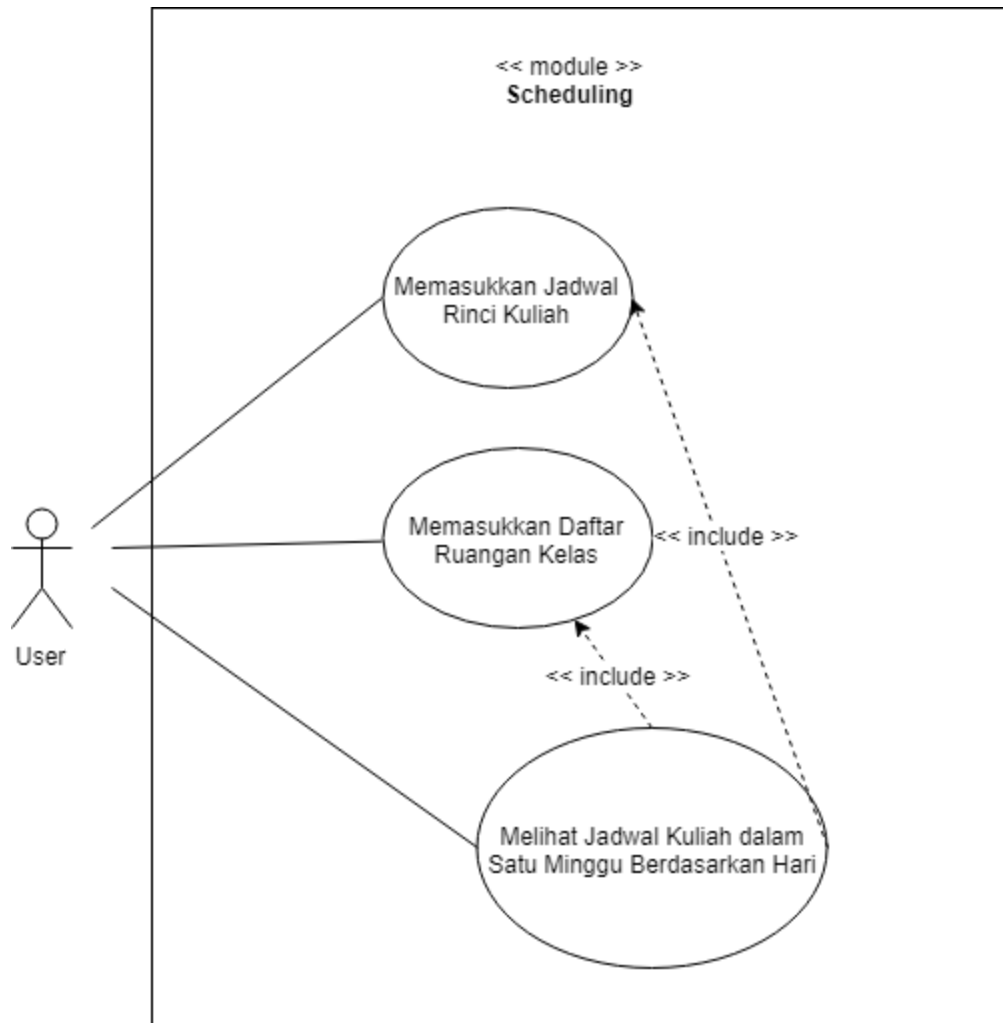 << module >>
Scheduling
Memasukkan Jadwal
Rinci Kuliah
Memasukkan Daftar
Ruangan Kelas
<< include >>
User
<< include >>
Melihat Jadwal Kuliah dalam
Satu Minggu Berdasarkan Hari